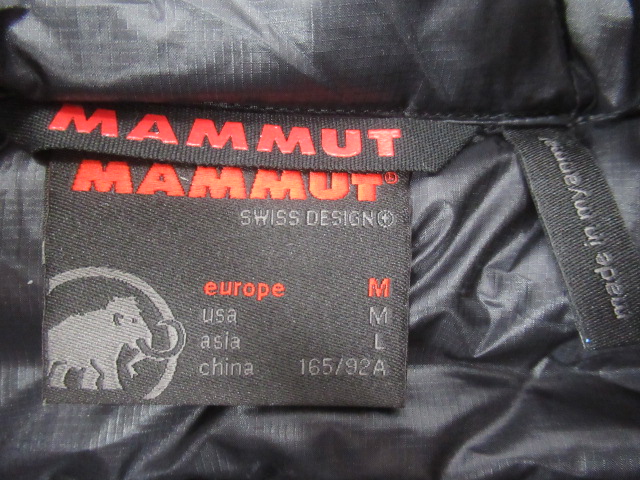 MAMMUT
MAMMUT®
SWISS DESIGN
europe M
usa M
asia L
china 165/92A
made in myanmar